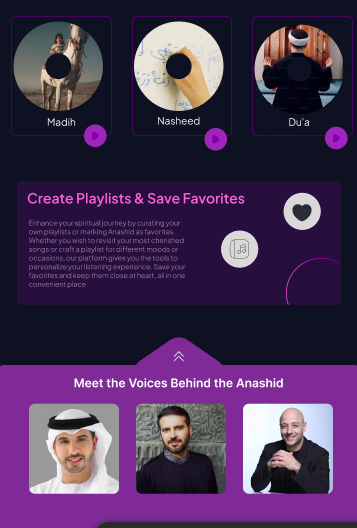 Madih
Nasheed
Du'a
Create Playlists & Save Favorites
Enhance your spiritual journey by curating your
own playlists or marking Anashid as favorites.
Whether you wish to revisit your most cherished
songs or craft a playlist for different moods or
occasions, our platform gives you the tools to
personalize your listening experience. Save your
favorites and keep them close at heart, all in one
convenient place
Meet the Voices Behind the Anashid